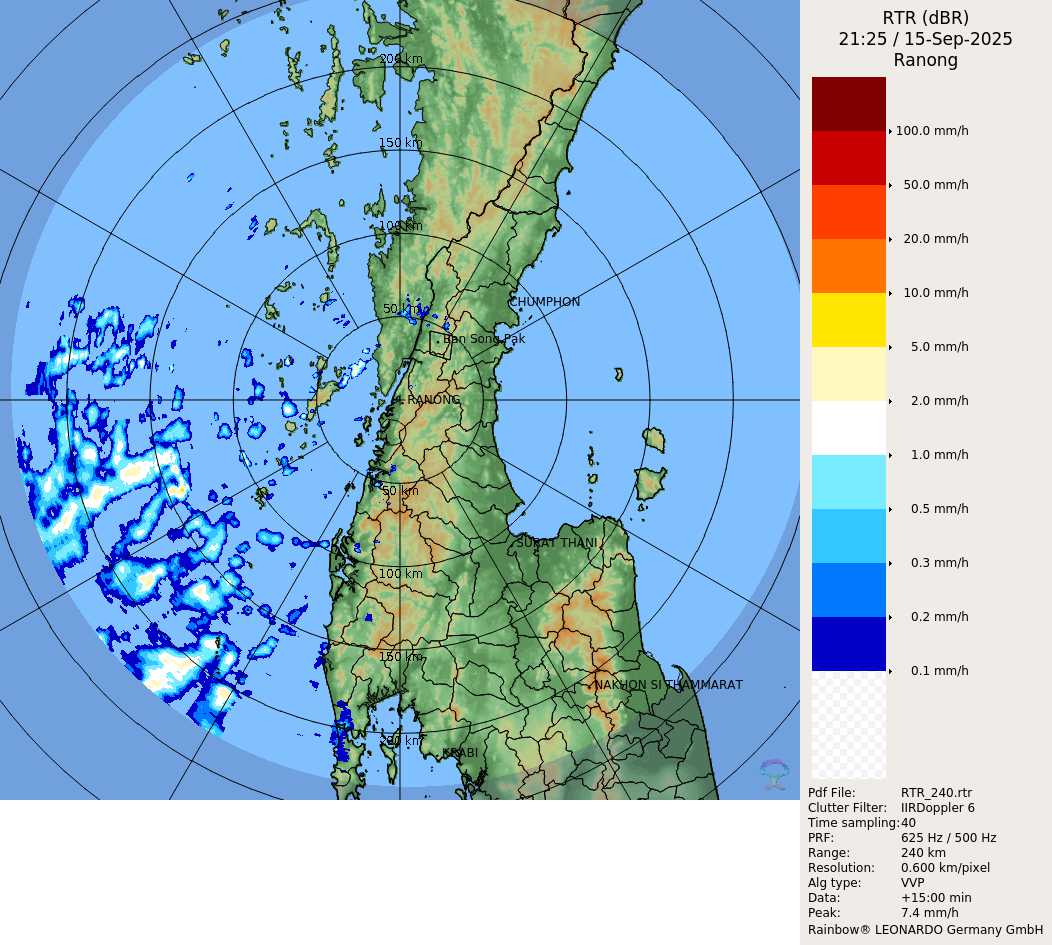 RTR (dBR)
21:25 / 15-Sep-2025
Ranong
100.0 mm/h
50.0 mm/h
20.0 mm/h
10.0 mm/h
5.0 mm/h
2.0 mm/h
1.0 mm/h
0.5 mm/h
0.3 mm/h
0.2 mm/h
0.1 mm/h
200 km
150 km
100 km
50 km
CHUMPHON
Ban Song Pak
RANONG
50 km
SURAT THANI
100 km
150 km
NAKHON SI THAMMARAT
200 km
KRABI
Pdf File: RTR_240.rtr
Clutter Filter: IIRDoppler 6
Time sampling: 40
PRF: 625 Hz / 500 Hz
Range: 240 km
Resolution: 0.600 km/pixel
Alg type: VVP
Data: +15:00 min
Peak: 7.4 mm/h
Rainbow® LEONARDO Germany GmbH